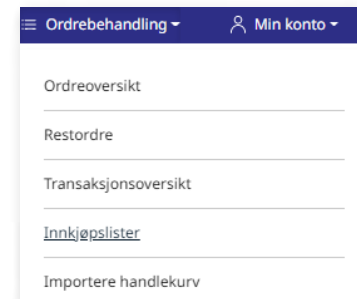 Ordrebehandling
Min konto
Ordreoversikt
Restordre
Transaksjonsoversikt
Innkjøpslister
Importere handlekurv